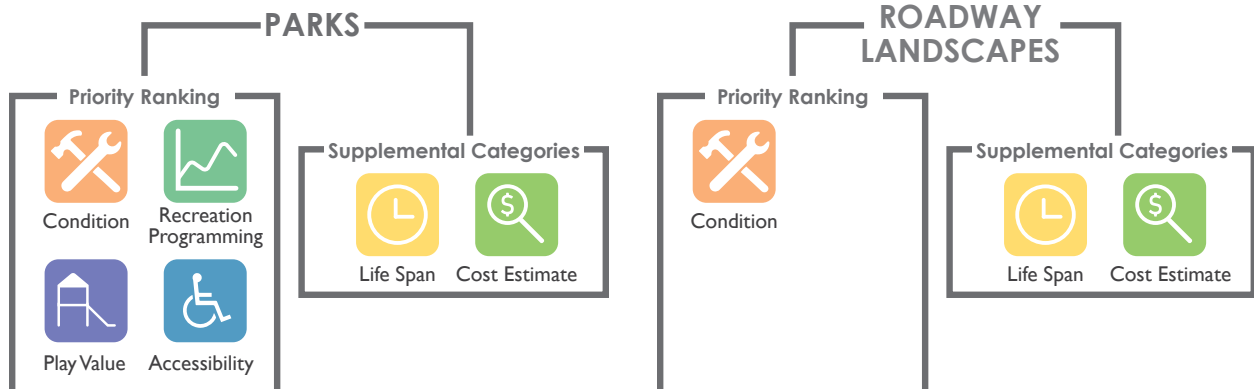 PARKS
Priority Ranking
Condition
Recreation
Programming
Play Value
Accessibility
Supplemental Categories
$
Life Span
Cost Estimate
ROADWAY
LANDSCAPES
Priority Ranking
Condition
Supplemental Categories
$
Life Span
Cost Estimate